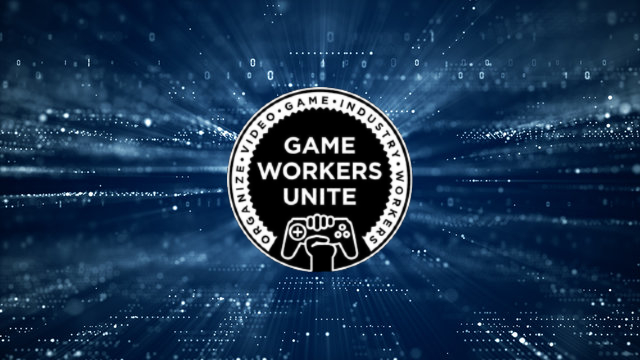 ORGANIZE • VIDEO • GAME • INDUSTRY • WORKERS
GAME
WORKERS
UNITE